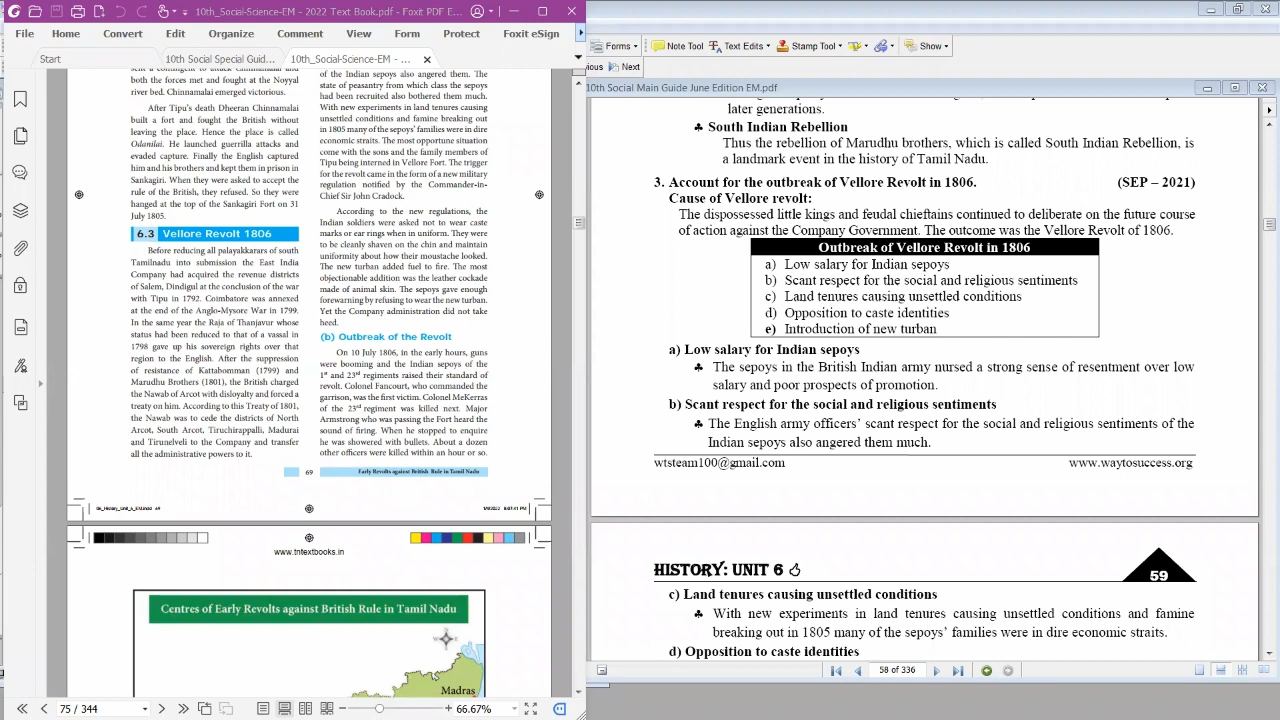 10th_Socai-Science-EM - 2022 Text Book.pdf - Foxit PDF E...
File Home Convert Edit Organize Comment View Form Protect Foxit eSign
Start 10th Social Special Guid... 10th_Social-Science-EM - ...
both the forces met and fought at the Noyyal
river bed. Chinnamalai emerged victorious.
After Tipu's death Dheeran Chinnamalai
built a fort and fought the British without
leaving the place. Hence the place is called
Odanilai. He launched guerrilla attacks and
evaded capture. Finally the English captured
him and his brothers and kept them in prison in
Sankagiri. When they were asked to accept the
rule of the British, they refused. So they were
hanged at the top of the Sankagiri Fort on 31
July 1805.
6.3 Vellore Revolt 1806
Before reducing all palayakkarars of south
Tamilnadu into submission the East India
Company had acquired the revenue districts
of Salem, Dindigul at the conclusion of the war
with Tipu in 1792. Coimbatore was annexed
at the end of the Anglo-Mysore War in 1799.
In the same year the Raja of Thanjavur whose
status had been reduced to that of a vassal in
1798 gave up his sovereign rights over that
region to the English. After the suppression
of resistance of Kattabomman (1799) and
Marudhu Brothers (1801), the British charged
the Nawab of Arcot with disloyalty and forced a
treaty on him. According to this Treaty of 1801,
the Nawab was to cede the districts of North
Arcot, South Arcot, Tiruchirappalli, Madurai
and Tirunelveli to the Company and transfer
all the administrative powers to it.
of the Indian sepoys also angered them. The
state of peasantry from which class the sepoys
had been recruited also bothered them much.
With new experiments in land tenures causing
unsettled conditions and famine breaking out
in 1805 many of the sepoys' families were in dire
economic straits. The most opportune situation
come with the sons and the family members of
Tipu being interned in Vellore Fort. The trigger
for the revolt came in the form of a new military
regulation notified by the Commander-in-
Chief Sir John Cradock.
According to the new regulations, the
Indian soldiers were asked not to wear caste
marks or ear rings when in uniform. They were
to be cleanly shaven on the chin and maintain
uniformity about how their moustache looked.
The new turban added fuel to fire. The most
objectionable addition was the leather cockade
made of animal skin. The sepoys gave enough
forewarning by refusing to wear the new turban.
Yet the Company administration did not take
heed.
(b) Outbreak of the Revolt
On 10 July 1806, in the early hours, guns
were booming and the Indian sepoys of the
1st and 23rd regiments raised their standard of
revolt. Colonel Fancourt, who commanded the
garrison, was the first victim. Colonel McKerras
of the 23rd regiment was killed next. Major
Armstrong who was passing the Fort heard the
sound of firing. When he stopped to enquire
he was showered with bullets. About a dozen
other officers were killed within an hour or so.
69 Early Revolts against British Rule in Tamil Nadu
www.tntextbooks.in
Centres of Early Revolts against British Rule in Tamil Nadu
Madras
75 / 344 66.67%
Forms Note Tool Text Edits Stamp Tool Show
ious Next
10th Social Main Guide June Edition EM.pdf
later generations.
♣ South Indian Rebellion
Thus the rebellion of Marudhu brothers, which is called South Indian Rebellion, is
a landmark event in the history of Tamil Nadu.
3. Account for the outbreak of Vellore Revolt in 1806. (SEP – 2021)
Cause of Vellore revolt:
The dispossessed little kings and feudal chieftains continued to deliberate on the future course
of action against the Company Government. The outcome was the Vellore Revolt of 1806.
Outbreak of Vellore Revolt in 1806
a) Low salary for Indian sepoys
b) Scant respect for the social and religious sentiments
c) Land tenures causing unsettled conditions
d) Opposition to caste identities
e) Introduction of new turban
a) Low salary for Indian sepoys
♣ The sepoys in the British Indian army nursed a strong sense of resentment over low
salary and poor prospects of promotion.
b) Scant respect for the social and religious sentiments
♣ The English army officers' scant respect for the social and religious sentiments of the
Indian sepoys also angered them much.
wtsteam100@gmail.com www.waytosuccess.org
HISTORY: UNIT 6 59
c) Land tenures causing unsettled conditions
♣ With new experiments in land tenures causing unsettled conditions and famine
breaking out in 1805 many of the sepoys' families were in dire economic straits.
d) Opposition to caste identities
58 of 336